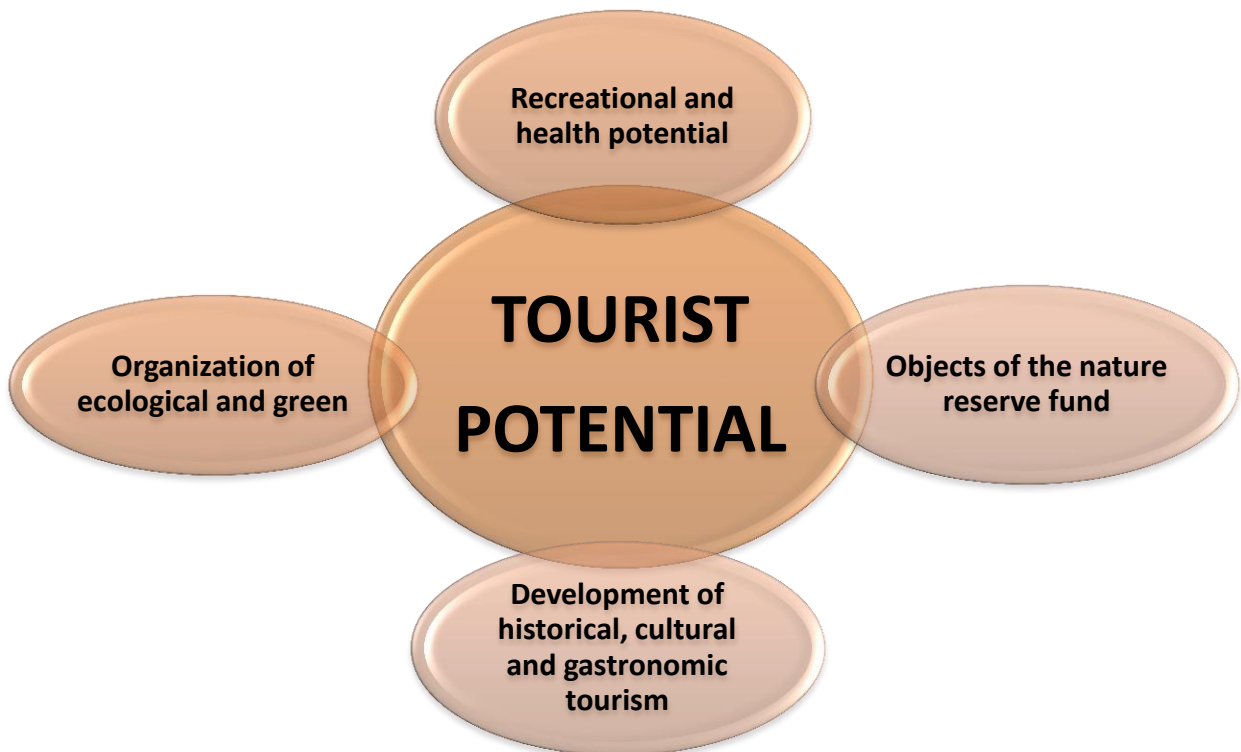 Recreational and
health potential
TOURIST
POTENTIAL
Organization of
ecological and green
Objects of the nature
reserve fund
Development of
historical, cultural
and gastronomic
tourism